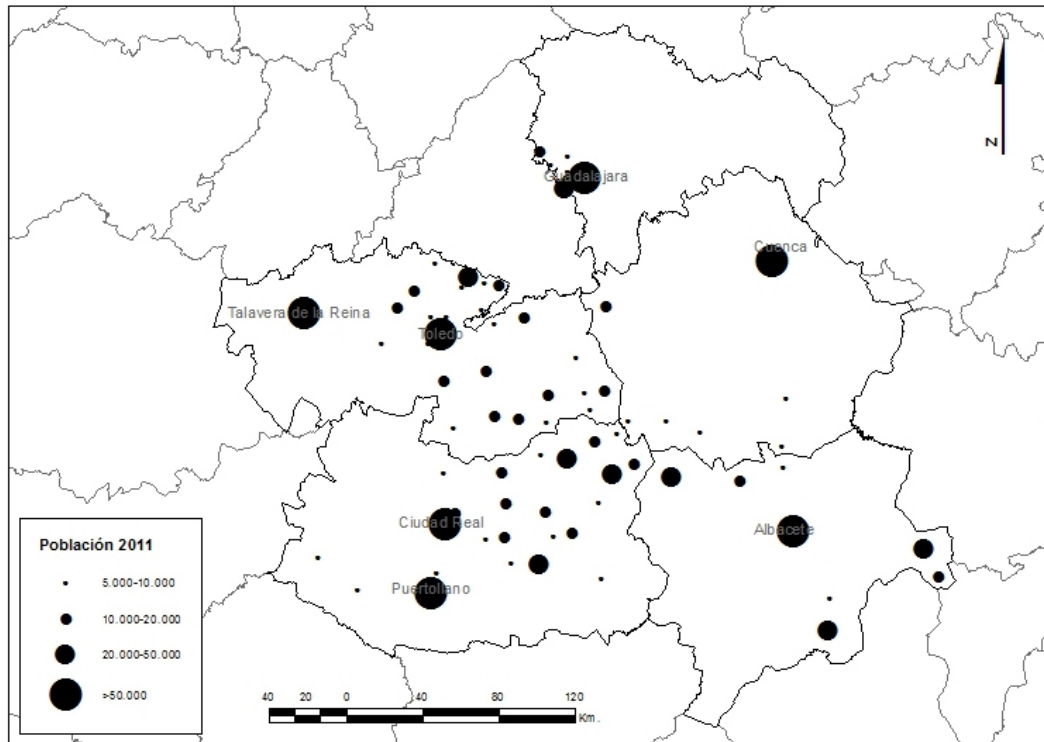 N
Guadalajara
Cuenca
Talavera de la Reina
Toledo
Ciudad Real
Albacete
Puertollano
Población 2011
5.000-10.000
10.000-20.000
20.000-50.000
>50.000
40 20 0 40 80 120
Km.